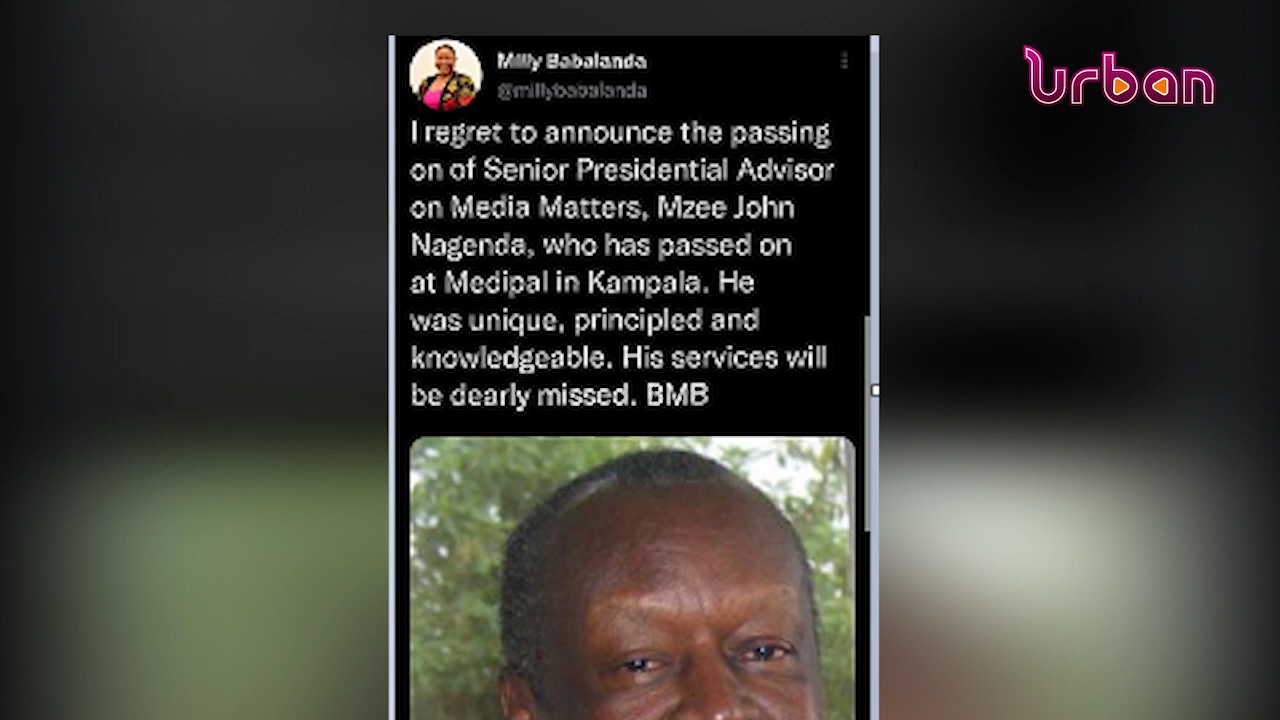 Urban
Milly Babalanda
@millybabalanda
I regret to announce the passing
on of Senior Presidential Advisor
on Media Matters, Mzee John
Nagenda, who has passed on
at Medipal in Kampala. He
was unique, principled and
knowledgeable. His services will
be dearly missed. BMB